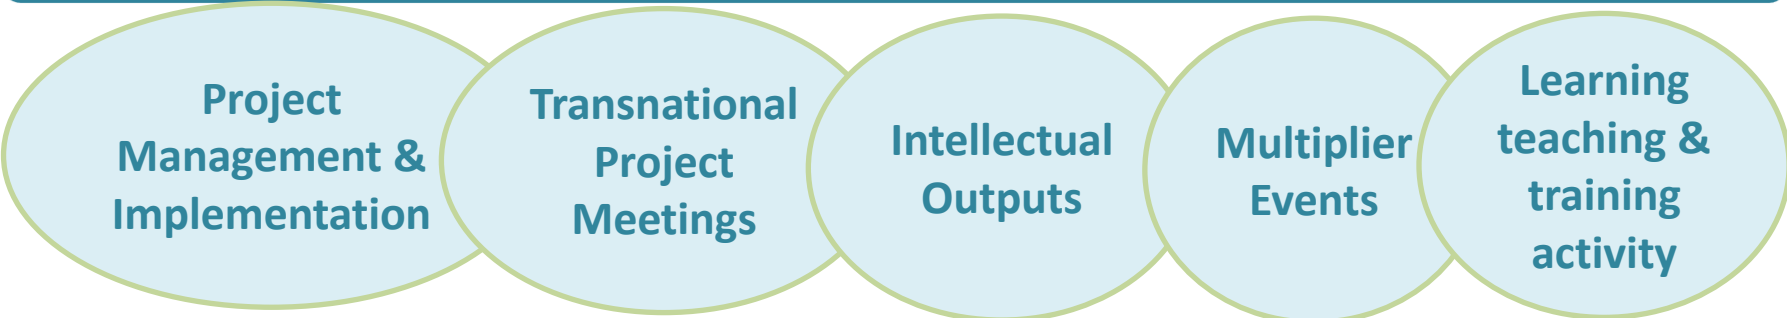 Project
Management &
Implementation
Transnational
Project
Meetings
Intellectual
Outputs
Multiplier
Events
Learning
teaching &
training
activity